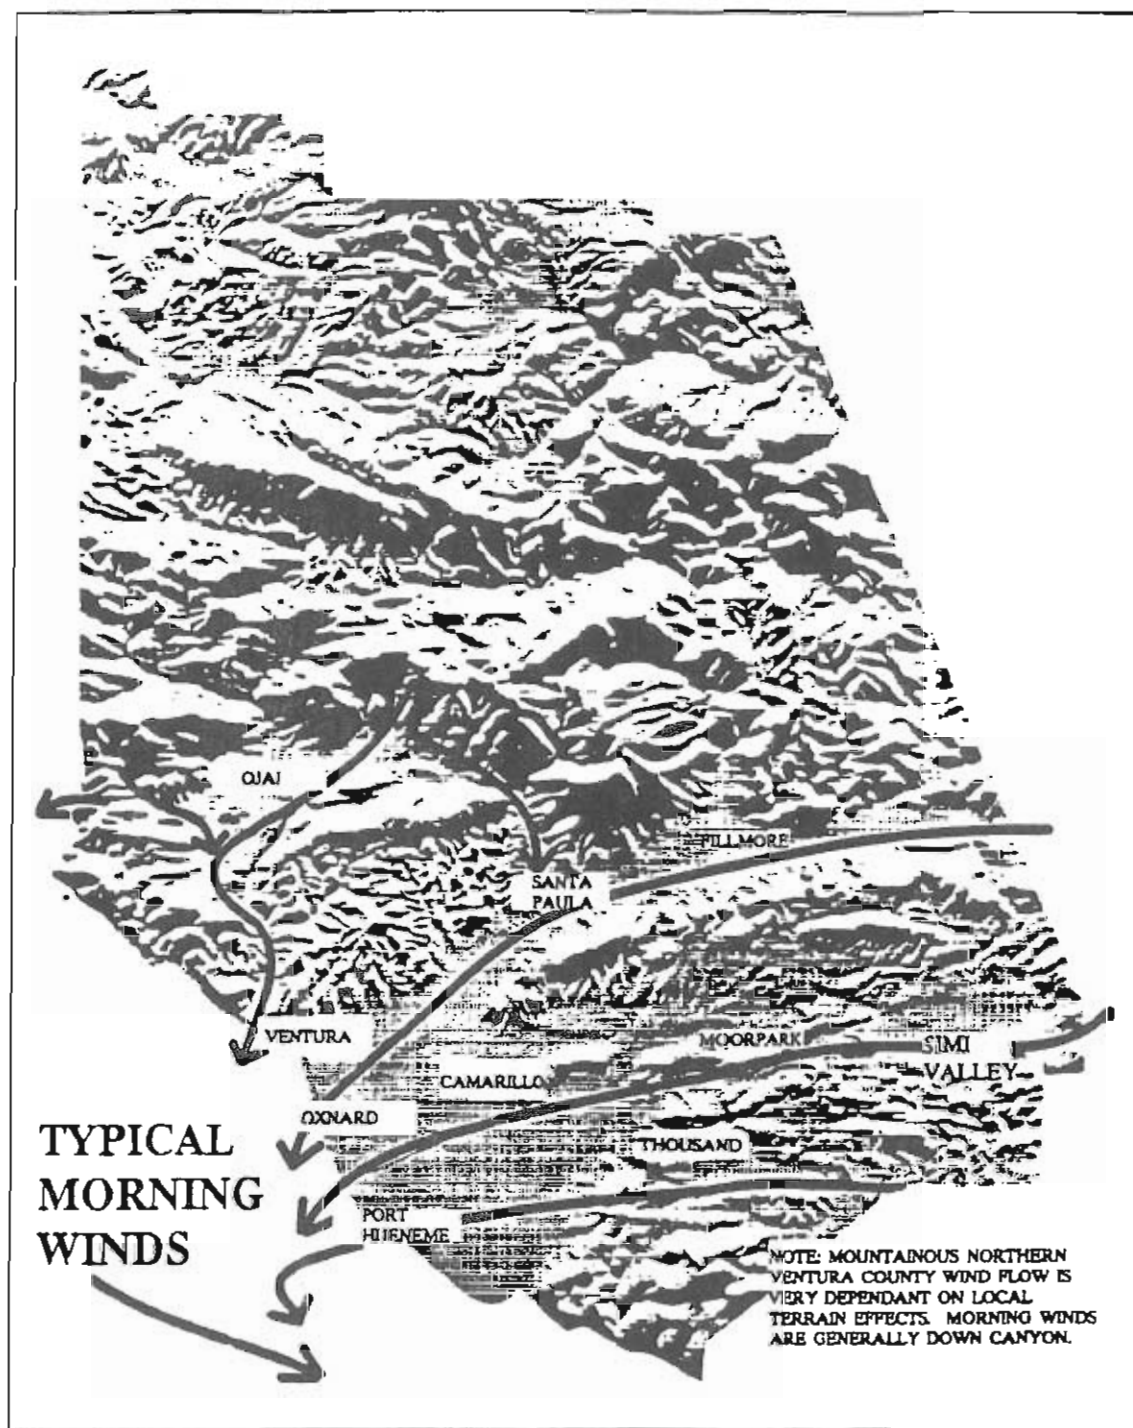 OJAI
FILLMORE
SANTA
PAULA
VENTURA
MOORPARK
SIMI
VALLEY
CAMARILLO
OXNARD
THOUSAND
PORT
HUENEME
TYPICAL
MORNING
WINDS
NOTE: MOUNTAINOUS NORTHERN
VENTURA COUNTY WIND FLOW IS
VERY DEPENDANT ON LOCAL
TERRAIN EFFECTS. MORNING WINDS
ARE GENERALLY DOWN CANYON.